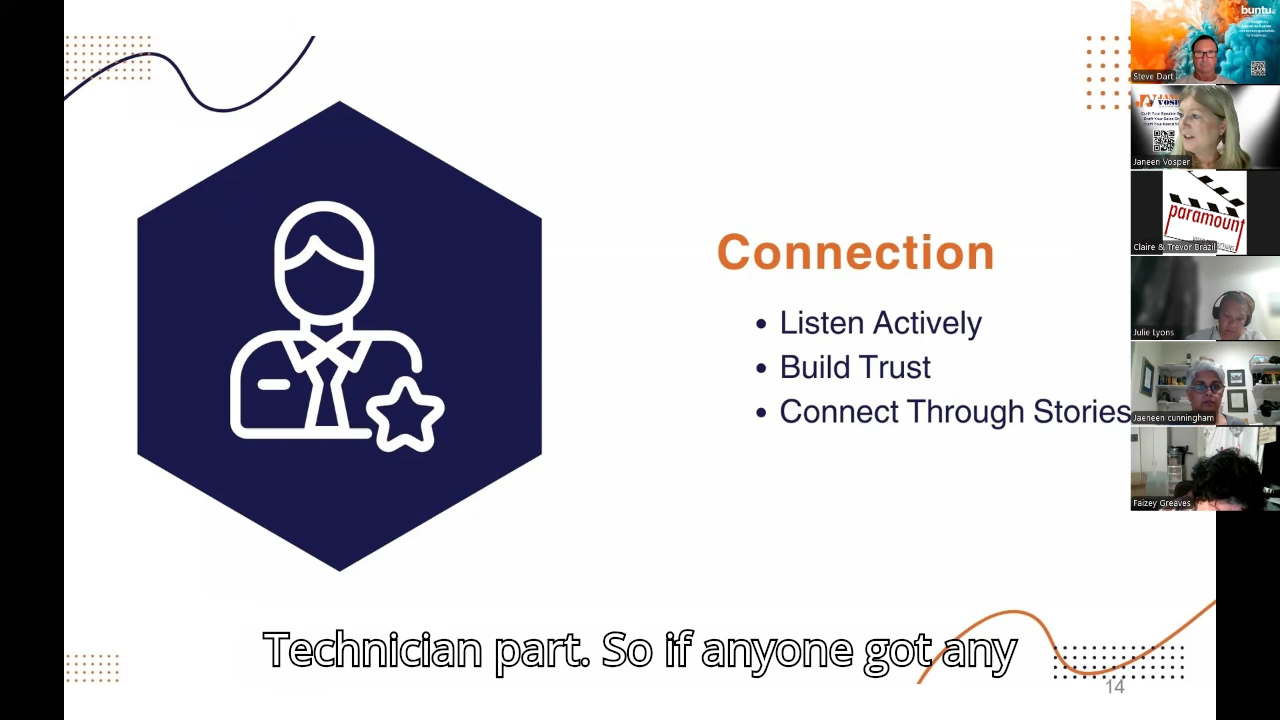 Connection
• Listen Actively
• Build Trust
• Connect Through Stories
Technician part. So if anyone got any
14
buntu.
Steve Dart
VOSP
Janeen Vosper
paramount
Claire & Trevor Brazil
Julie Lyons
Jaeneen cunningham
Faizey Greaves